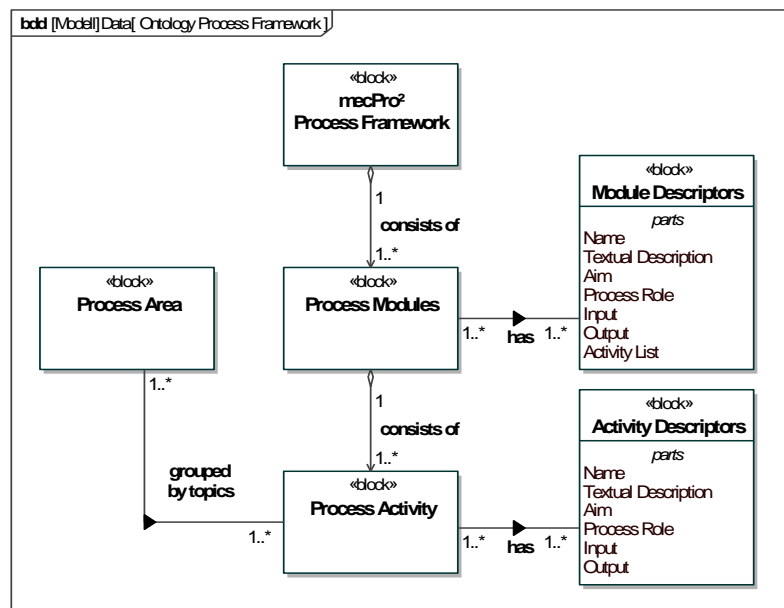 bdd [Modell]Data[ Ontology Process Framework ]
«block»
mecPro²
Process Framework
1
consists of
1..*
«block»
Module Descriptors
parts
Name
Textual Description
Aim
Process Role
Input
Output
Activity List
«block»
Process Area
«block»
Process Modules
1..*
has
1..*
1..*
1
consists of
1..*
grouped
by topics
1..*
«block»
Process Activity
1..*
has
1..*
«block»
Activity Descriptors
parts
Name
Textual Description
Aim
Process Role
Input
Output